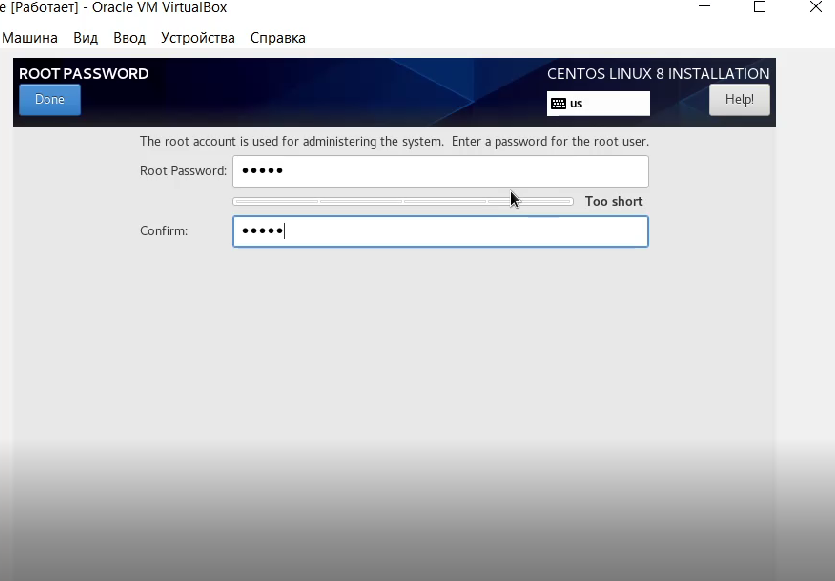 е [Работает] - Oracle VM VirtualBox
Машина Вид Ввод Устройства Справка
ROOT PASSWORD
CENTOS LINUX 8 INSTALLATION
Done
us
Help!
The root account is used for administering the system. Enter a password for the root user.
Root Password: •••••
Too short
Confirm: •••••